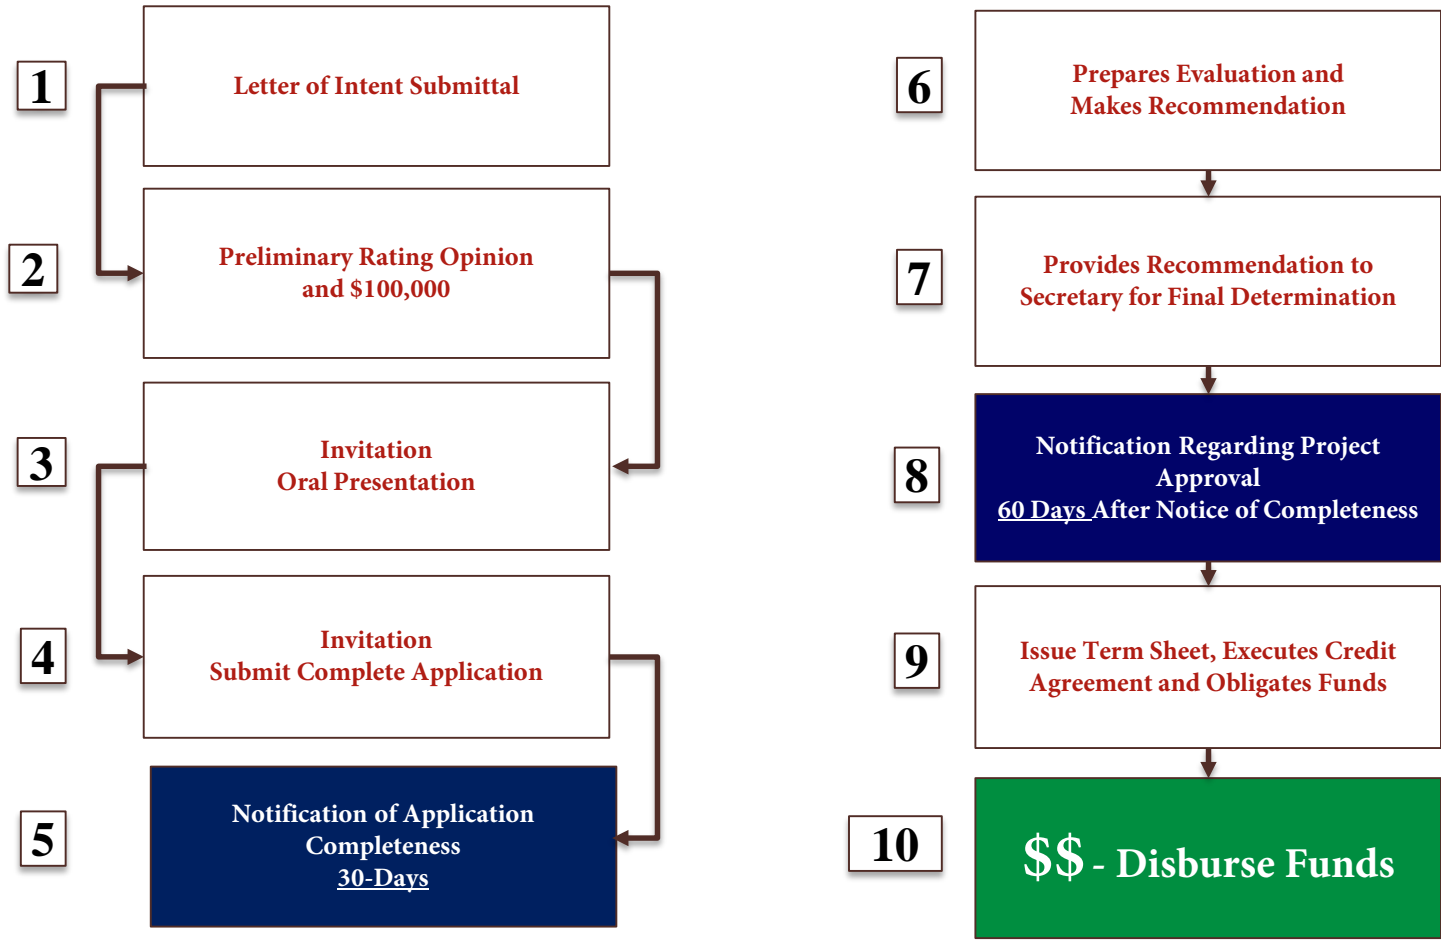 1
Letter of Intent Submittal
2
Preliminary Rating Opinion
and $100,000
3
Invitation
Oral Presentation
4
Invitation
Submit Complete Application
5
Notification of Application
Completeness
30-Days
6
Prepares Evaluation and
Makes Recommendation
7
Provides Recommendation to
Secretary for Final Determination
8
Notification Regarding Project
Approval
60 Days After Notice of Completeness
9
Issue Term Sheet, Executes Credit
Agreement and Obligates Funds
10
$$ - Disburse Funds